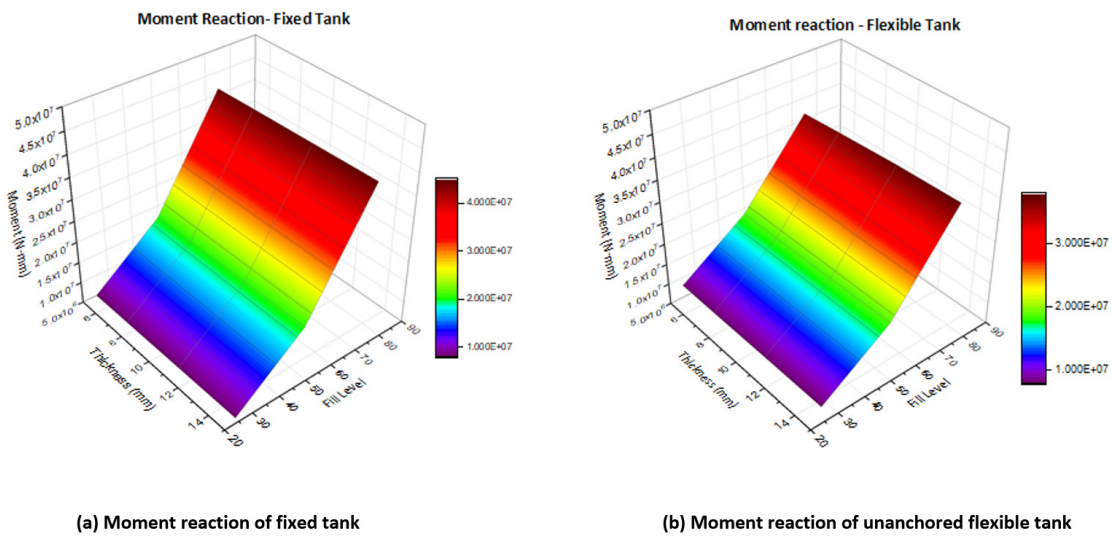 Moment Reaction- Fixed Tank
5.0x10⁷
4.5x10⁷
4.0x10⁷
3.5x10⁷
3.0x10⁷
2.5x10⁷
2.0x10⁷
1.5x10⁷
1.0x10⁷
5.0x10⁶
Moment (N-mm)
6
8
10
12
14
Thickness (mm)
20
30
40
50
60
70
80
90
Fill Level
4.000E+07
3.000E+07
2.000E+07
1.000E+07
(a) Moment reaction of fixed tank
Moment reaction - Flexible Tank
5.0x10⁷
4.5x10⁷
4.0x10⁷
3.5x10⁷
3.0x10⁷
2.5x10⁷
2.0x10⁷
1.5x10⁷
1.0x10⁷
5.0x10⁶
Moment (N-mm)
6
8
10
12
14
Thickness (mm)
20
30
40
50
60
70
80
90
Fill Level
3.000E+07
2.000E+07
1.000E+07
(b) Moment reaction of unanchored flexible tank